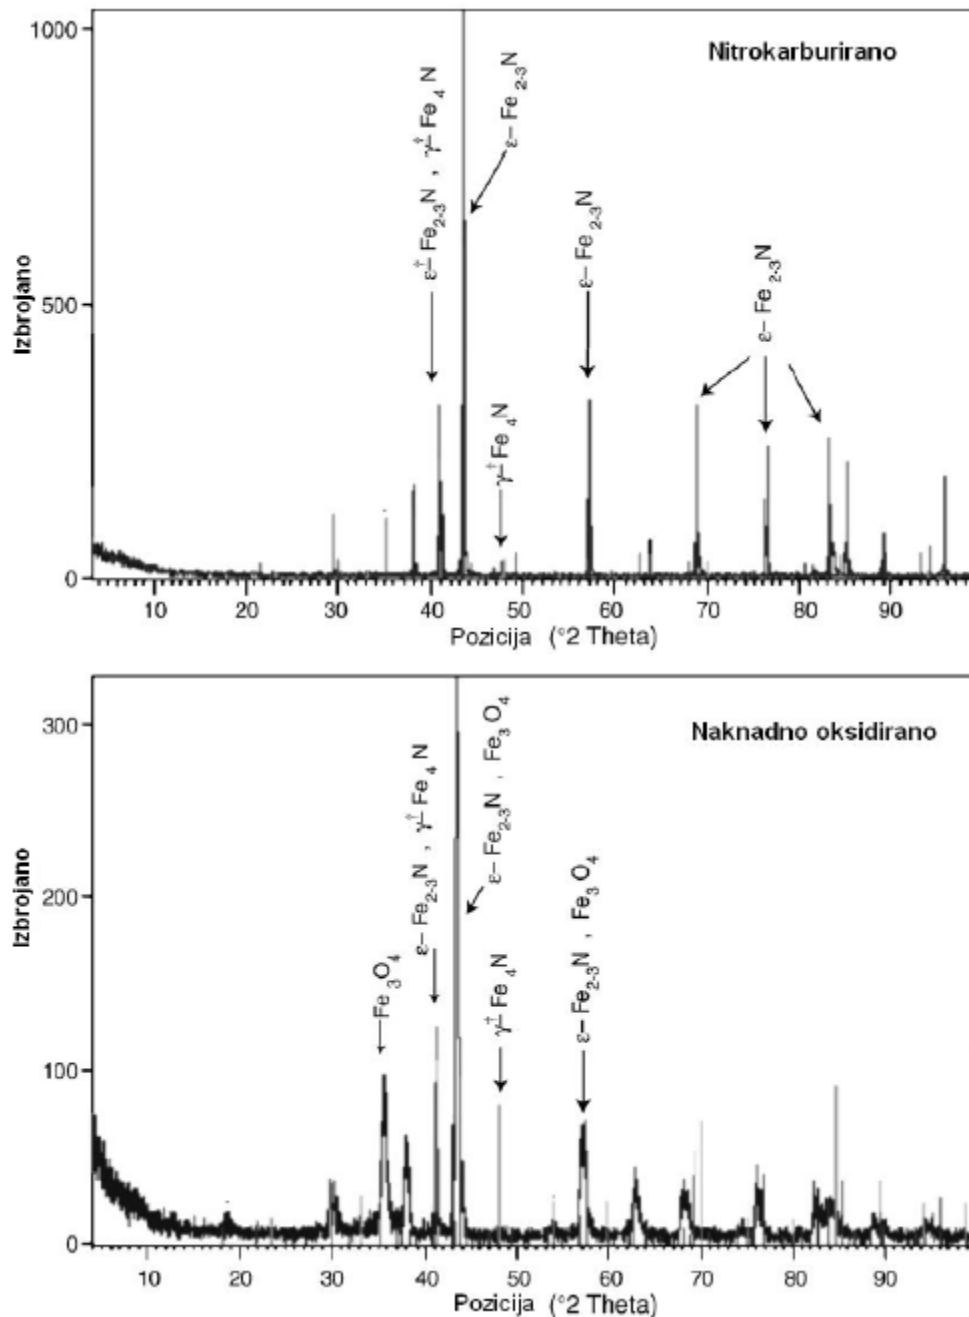 1000
Nitrokarburirano
ε‡Fe₂₋₃N , γ‡Fe₄N
ε– Fe₂₋₃N
ε– Fe₂₋₃N
ε– Fe₂₋₃N
500
Izbrojano
γ‡Fe₄N
0
10 20 30 40 50 60 70 80 90
Pozicija (°2 Theta)
300
Naknadno oksidirano
ε– Fe₂₋₃N , γ‡Fe₄N
ε– Fe₂₋₃N , Fe₃O₄
Izbrojano
200
Fe₃O₄
γ‡Fe₄N
ε– Fe₂₋₃N , Fe₃O₄
100
0
10 20 30 40 50 60 70 80 90
Pozicija (°2 Theta)